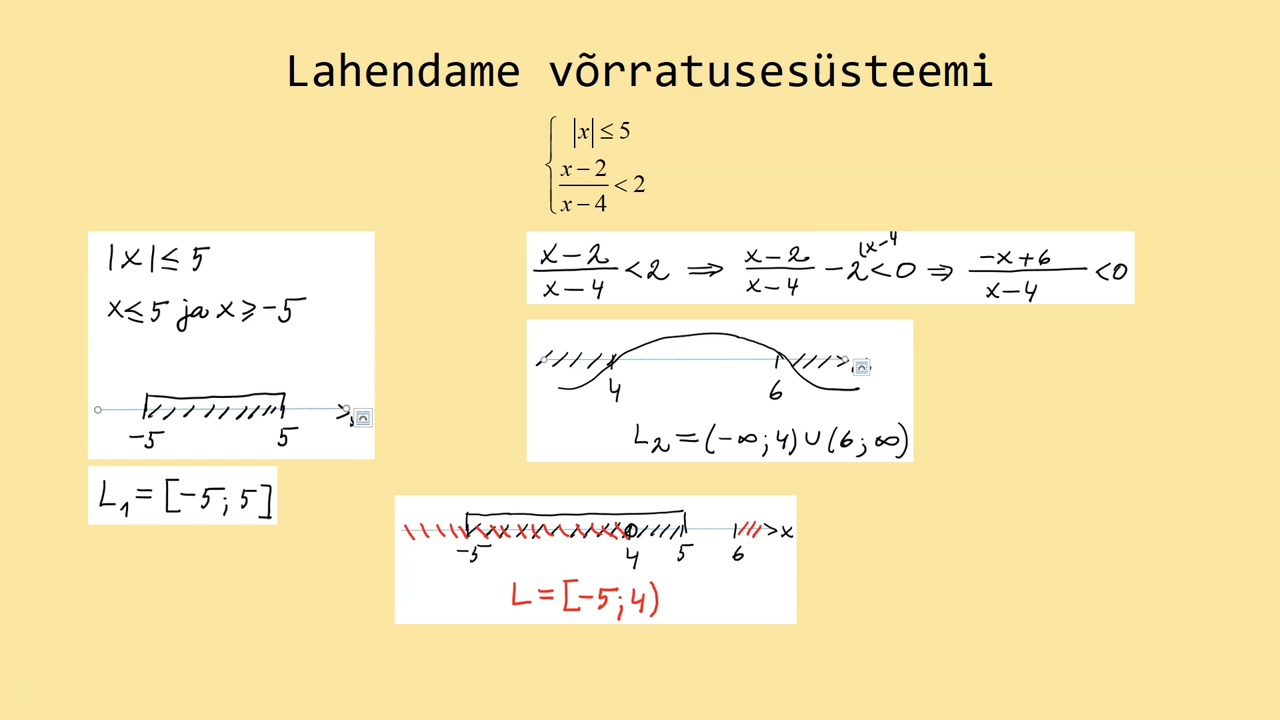 Lahendame võrratusesüsteemi
|x| ≤ 5
(x − 2)/(x − 4) < 2
|x| ≤ 5
x ≤ 5 ja x ≥ −5
−5 5
L₁ = [−5; 5]
(x−2)/(x−4) < 2 ⇒ (x−2)/(x−4) − 2 |x−4 < 0 ⇒ (−x+6)/(x−4) < 0
4 6
L₂ = (−∞; 4) ∪ (6; ∞)
−5 4 5 6 x
L = [−5; 4)